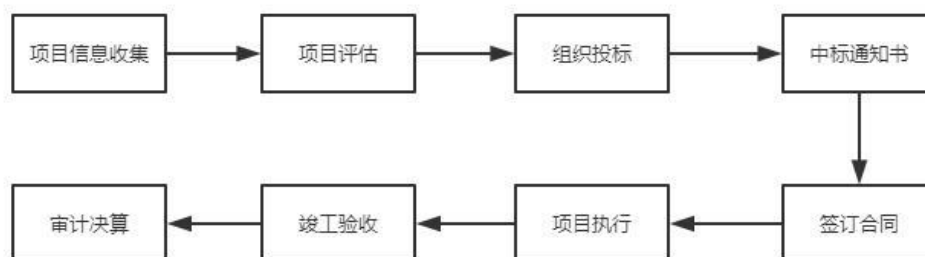 项目信息收集
项目评估
组织投标
中标通知书
签订合同
项目执行
竣工验收
审计决算